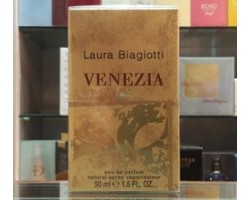 Laura Biagiotti
VENEZIA
eau de parfum
natural spray vaporisateur
50 ml ℮ 1.6 FL. OZ.